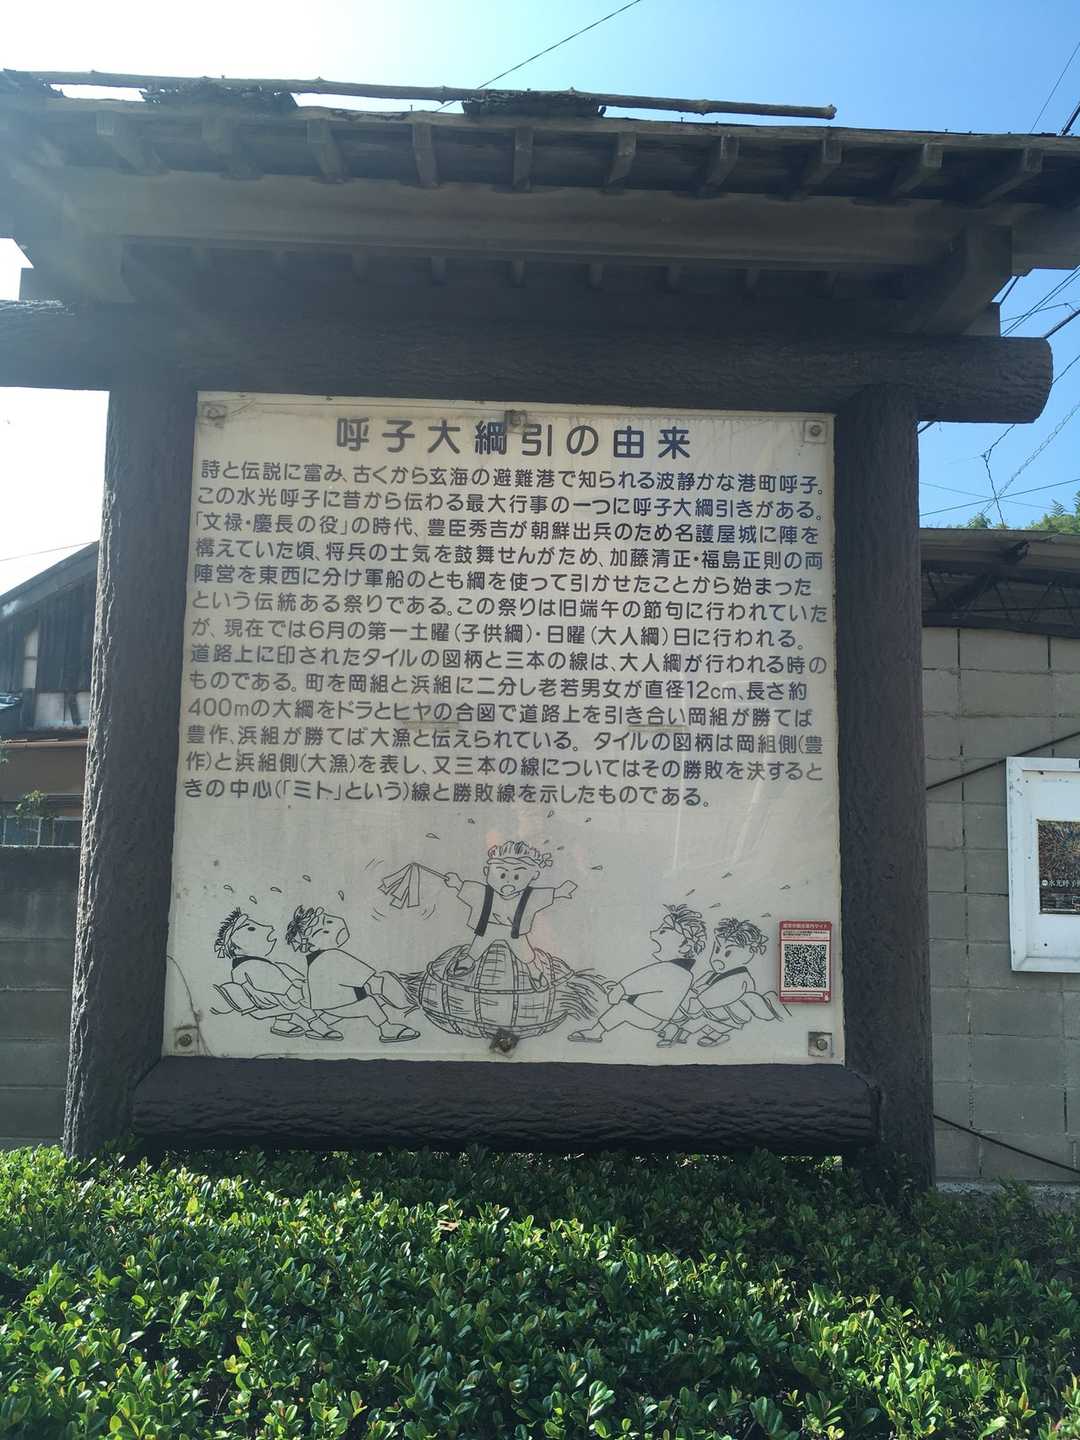 呼子大綱引の由来
詩と伝説に富み、古くから玄海の避難港で知られる波静かな港町呼子。
この水光呼子に昔から伝わる最大行事の一つに呼子大綱引きがある。
「文禄・慶長の役」の時代、豊臣秀吉が朝鮮出兵のため名護屋城に陣を
構えていた頃、将兵の士気を鼓舞せんがため、加藤清正・福島正則の両
陣営を東西に分け軍船のとも綱を使って引かせたことから始まった
という伝統ある祭りである。この祭りは旧端午の節句に行われていた
が、現在では6月の第一土曜(子供綱)・日曜(大人綱)日に行われる。
道路上に印されたタイルの図柄と三本の線は、大人綱が行われる時の
ものである。町を岡組と浜組に二分し老若男女が直径12cm、長さ約
400mの大綱をドラとヒヤの合図で道路上を引き合い岡組が勝てば
豊作、浜組が勝てば大漁と伝えられている。タイルの図柄は岡組側(豊
作)と浜組側(大漁)を表し、又三本の線についてはその勝敗を決すると
きの中心(「ミト」という)線と勝敗線を示したものである。